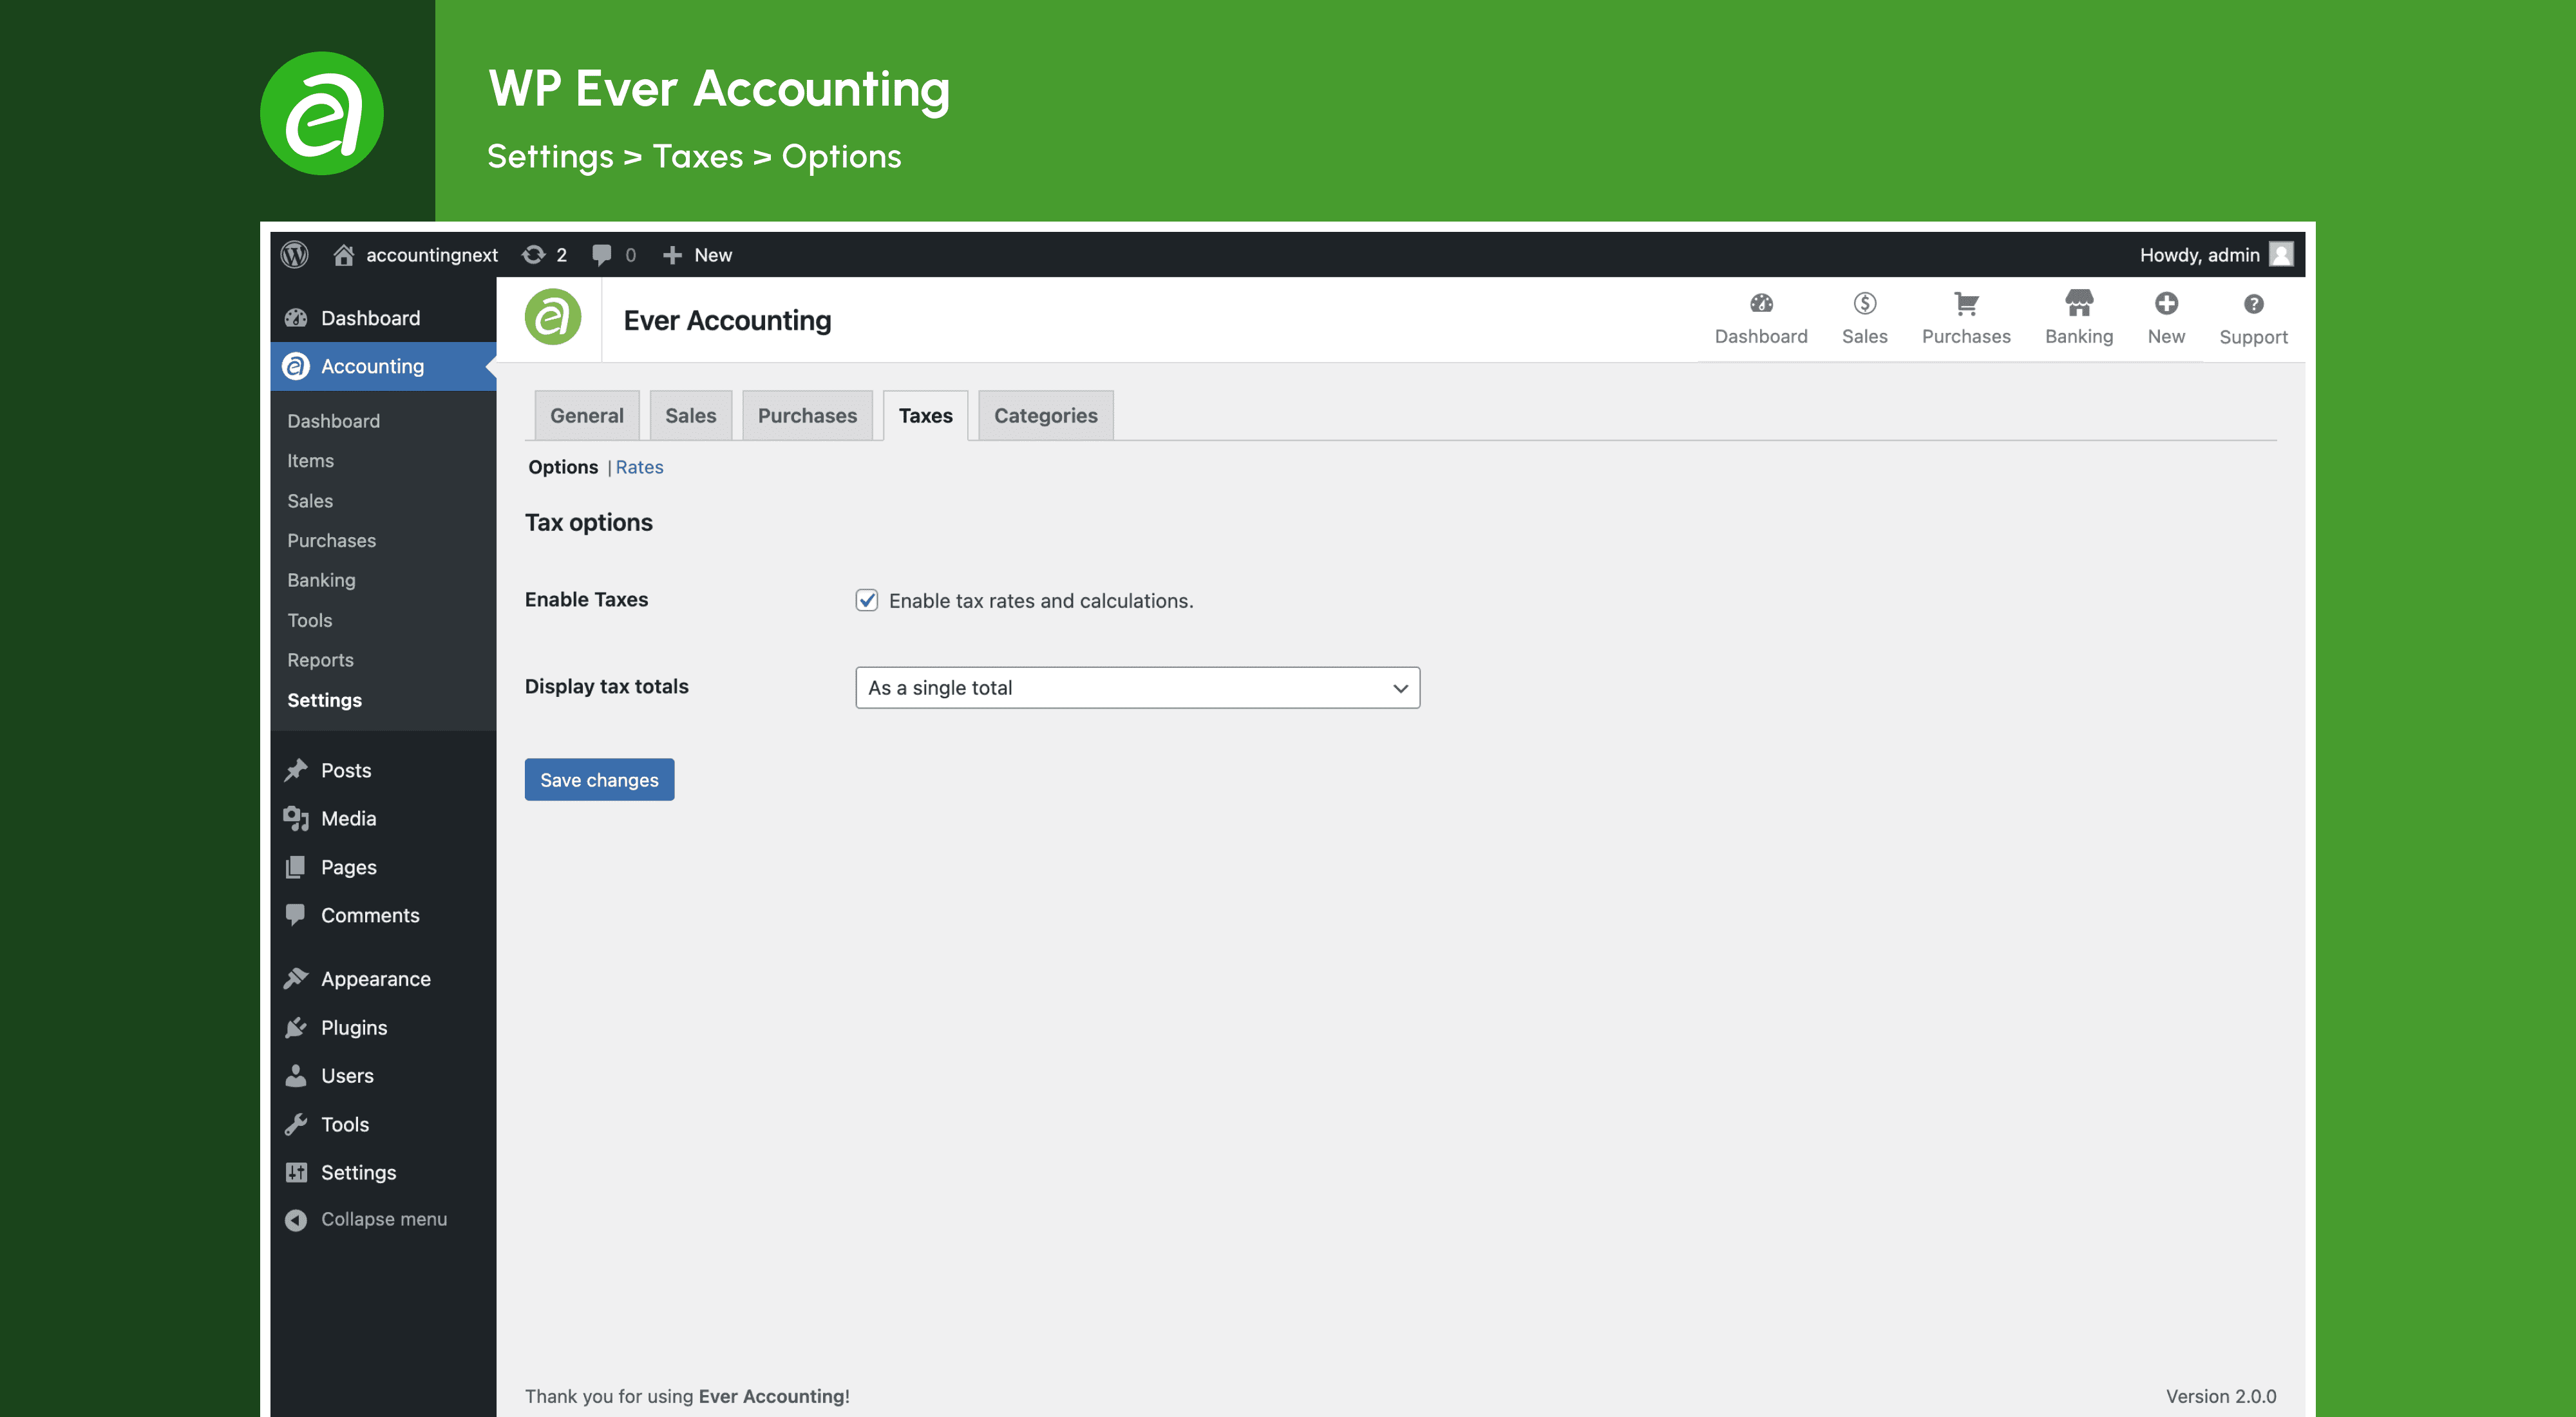 WP Ever Accounting
Settings > Taxes > Options
accountingnext 2 0 New Howdy, admin
Dashboard
Accounting
Dashboard
Items
Sales
Purchases
Banking
Tools
Reports
Settings
Posts
Media
Pages
Comments
Appearance
Plugins
Users
Tools
Settings
Collapse menu
Ever Accounting
Dashboard Sales Purchases Banking New Support
General Sales Purchases Taxes Categories
Options | Rates
Tax options
Enable Taxes Enable tax rates and calculations.
Display tax totals As a single total
Save changes
Thank you for using Ever Accounting! Version 2.0.0